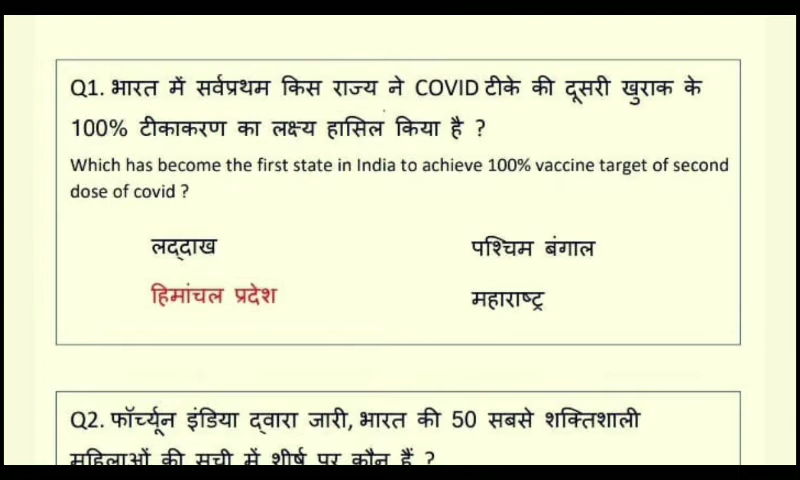 Q1. भारत में सर्वप्रथम किस राज्य ने COVID टीके की दूसरी खुराक के
100% टीकाकरण का लक्ष्य हासिल किया है ?
Which has become the first state in India to achieve 100% vaccine target of second
dose of covid ?
लद्दाख पश्चिम बंगाल
हिमांचल प्रदेश महाराष्ट्र
Q2. फॉर्च्यून इंडिया द्वारा जारी, भारत की 50 सबसे शक्तिशाली
महिलाओं की सूची में शीर्ष पर कौन हैं ?